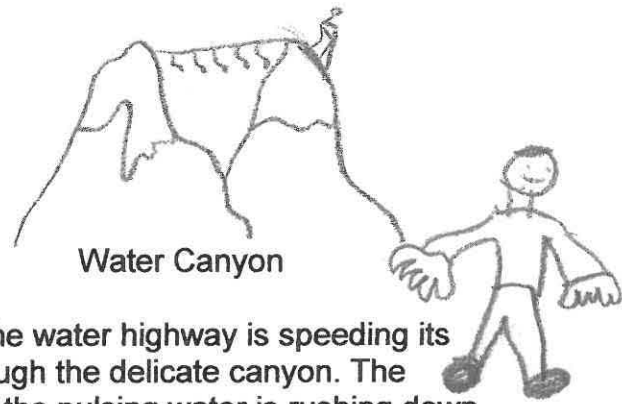 Water Canyon
he water highway is speeding its
ugh the delicate canyon. The
the pulsing water is rushing down